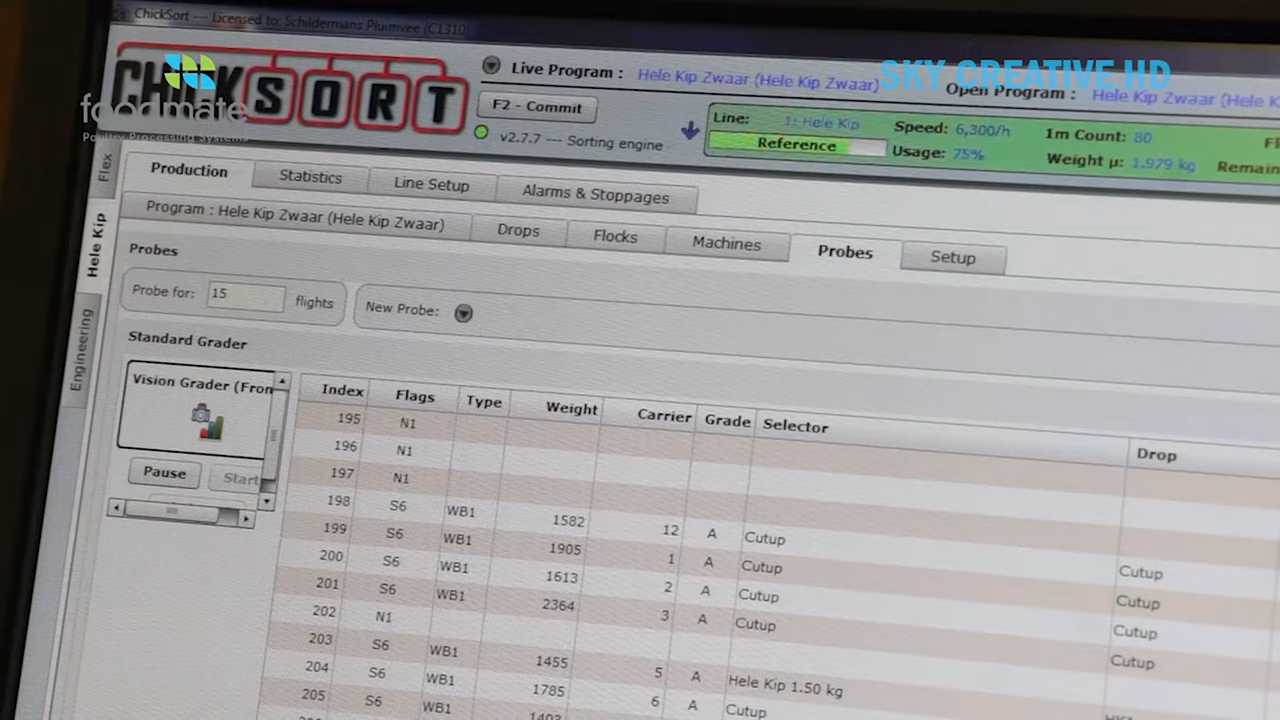 ChickSort --- Licensed to: Schildermans Pluimvee (C1310)
CHICKSORT
foodmate
Poultry Processing Systems
SKY CREATIVE HD
Live Program : Hele Kip Zwaar (Hele Kip Zwaar)
Open Program : Hele Kip Zwaar (Hele K
F2 - Commit
v2.7.7 --- Sorting engine
Line: 1: Hele Kip
Reference
Speed: 6,300/h
Usage: 75%
1m Count: 80
Weight μ: 1.979 kg
Remain
Flex
Hele Kip
Engineering
Production Statistics Line Setup Alarms & Stoppages
Program : Hele Kip Zwaar (Hele Kip Zwaar) Drops Flocks Machines Probes Setup
Probes
Probe for: 15 flights New Probe:
Standard Grader
Vision Grader (Fron
Pause Start
Index Flags Type Weight Carrier Grade Selector Drop
195 N1
196 N1
197 N1
198 S6 WB1 1582 12 A Cutup Cutup
199 S6 WB1 1905 1 A Cutup Cutup
200 S6 WB1 1613 2 A Cutup Cutup
201 S6 WB1 2364 3 A Cutup Cutup
202 N1
203 S6 WB1 1455 5 A Hele Kip 1.50 kg
204 S6 WB1 1785 6 A Cutup
205 S6 WB1 1403